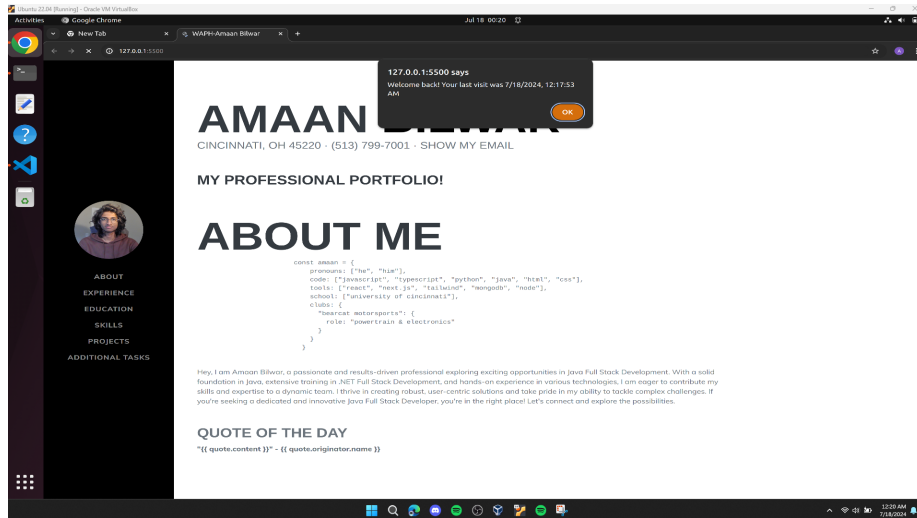 Ubuntu 22.04 [Running] - Oracle VM VirtualBox
Activities
Google Chrome
Jul 18 00:20
New Tab
WAPH-Amaan Bilwar
127.0.0.1:5500
127.0.0.1:5500 says
Welcome back! Your last visit was 7/18/2024, 12:17:53
AM
OK
AMAAN BILWAR
CINCINNATI, OH 45220 · (513) 799-7001 · SHOW MY EMAIL
MY PROFESSIONAL PORTFOLIO!
ABOUT
EXPERIENCE
EDUCATION
SKILLS
PROJECTS
ADDITIONAL TASKS
ABOUT ME
const amaan = {
pronouns: ["he", "him"],
code: ["javascript", "typescript", "python", "java", "html", "css"],
tools: ["react", "next.js", "tailwind", "mongodb", "node"],
school: ["university of cincinnati"],
clubs: {
"bearcat motorsports": {
role: "powertrain & electronics"
}
}
}
Hey, I am Amaan Bilwar, a passionate and results-driven professional exploring exciting opportunities in Java Full Stack Development. With a solid
foundation in Java, extensive training in .NET Full Stack Development, and hands-on experience in various technologies, I am eager to contribute my
skills and expertise to a dynamic team. I thrive in creating robust, user-centric solutions and take pride in my ability to tackle complex challenges. If
you're seeking a dedicated and innovative Java Full Stack Developer, you're in the right place! Let's connect and explore the possibilities.
QUOTE OF THE DAY
"{{ quote.content }}" - {{ quote.originator.name }}
12:20 AM
7/18/2024